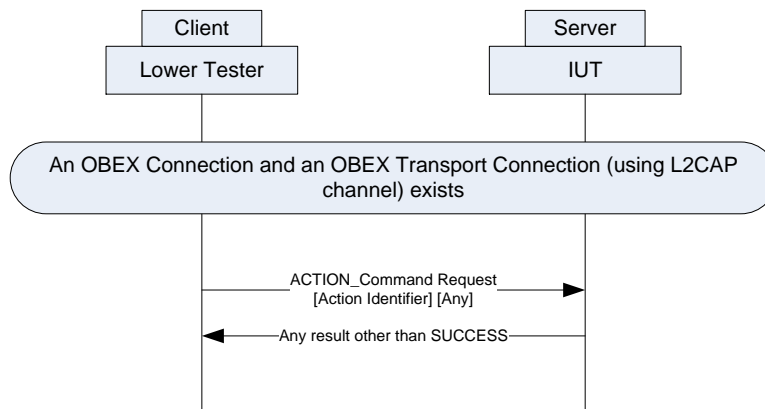 Client
Server
Lower Tester
IUT
An OBEX Connection and an OBEX Transport Connection (using L2CAP
channel) exists
ACTION_Command Request
[Action Identifier] [Any]
Any result other than SUCCESS